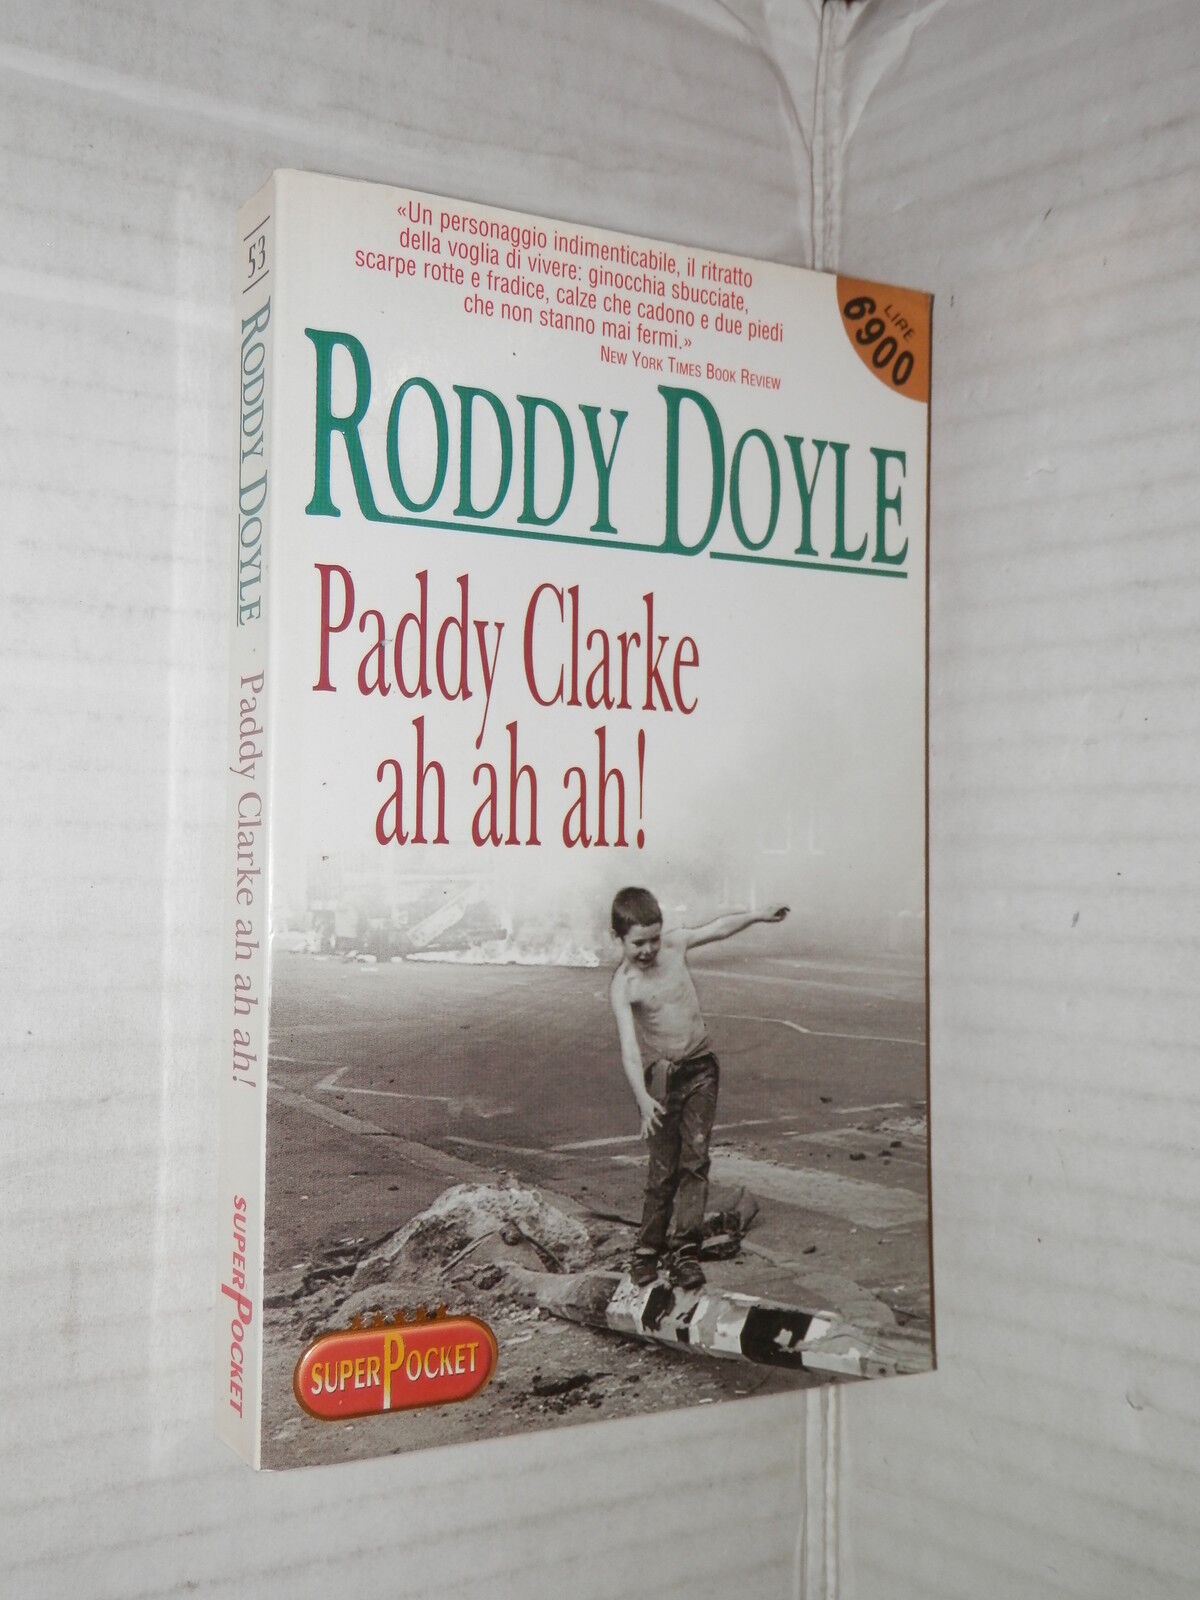 «Un personaggio indimenticabile, il ritratto
della voglia di vivere: ginocchia sbucciate,
scarpe rotte e fradice, calze che cadono e due piedi
che non stanno mai fermi.»
NEW YORK TIMES BOOK REVIEW
LIRE
6900
RODDY DOYLE
Paddy Clarke
ah ah ah!
SUPERPOCKET
53
RODDY DOYLE · Paddy Clarke ah ah ah!
SUPERPOCKET